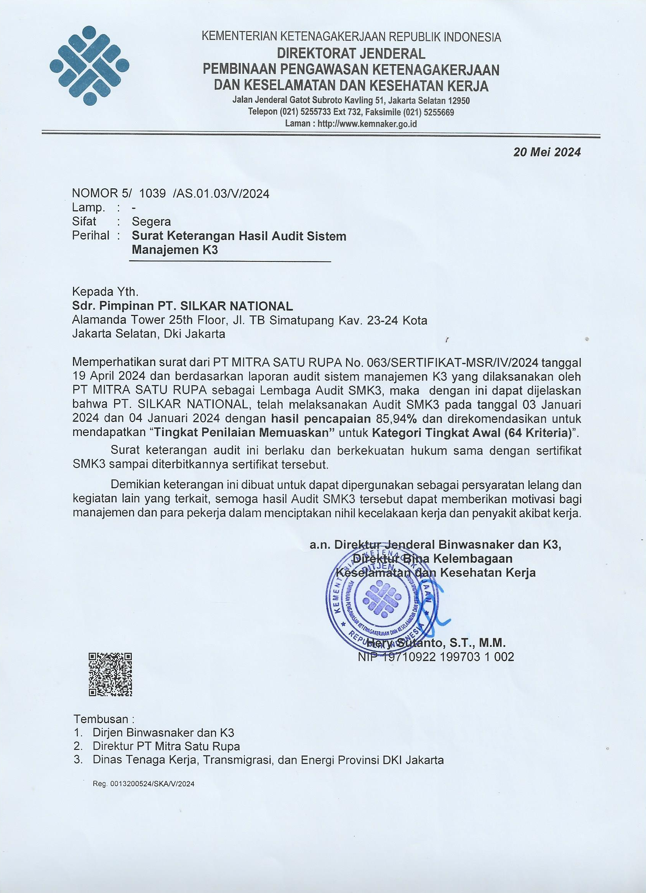 KEMENTERIAN KETENAGAKERJAAN REPUBLIK INDONESIA
DIREKTORAT JENDERAL
PEMBINAAN PENGAWASAN KETENAGAKERJAAN
DAN KESELAMATAN DAN KESEHATAN KERJA
Jalan Jenderal Gatot Subroto Kavling 51, Jakarta Selatan 12950
Telepon (021) 5255733 Ext 732, Faksimile (021) 5255669
Laman : http://www.kemnaker.go.id
20 Mei 2024
NOMOR 5/ 1039 /AS.01.03/V/2024
Lamp. : -
Sifat : Segera
Perihal : Surat Keterangan Hasil Audit Sistem
Manajemen K3
Kepada Yth.
Sdr. Pimpinan PT. SILKAR NATIONAL
Alamanda Tower 25th Floor, Jl. TB Simatupang Kav. 23-24 Kota
Jakarta Selatan, Dki Jakarta
Memperhatikan surat dari PT MITRA SATU RUPA No. 063/SERTIFIKAT-MSR/IV/2024 tanggal
19 April 2024 dan berdasarkan laporan audit sistem manajemen K3 yang dilaksanakan oleh
PT MITRA SATU RUPA sebagai Lembaga Audit SMK3, maka dengan ini dapat dijelaskan
bahwa PT. SILKAR NATIONAL, telah melaksanakan Audit SMK3 pada tanggal 03 Januari
2024 dan 04 Januari 2024 dengan hasil pencapaian 85,94% dan direkomendasikan untuk
mendapatkan “Tingkat Penilaian Memuaskan” untuk Kategori Tingkat Awal (64 Kriteria)”.
Surat keterangan audit ini berlaku dan berkekuatan hukum sama dengan sertifikat
SMK3 sampai diterbitkannya sertifikat tersebut.
Demikian keterangan ini dibuat untuk dapat dipergunakan sebagai persyaratan lelang dan
kegiatan lain yang terkait, semoga hasil Audit SMK3 tersebut dapat memberikan motivasi bagi
manajemen dan para pekerja dalam menciptakan nihil kecelakaan kerja dan penyakit akibat kerja.
a.n. Direktur Jenderal Binwasnaker dan K3,
Direktur Bina Kelembagaan
Keselamatan dan Kesehatan Kerja
DITJEN
REPUBLIK INDONESIA
Hery Sutanto, S.T., M.M.
NIP 19710922 199703 1 002
Tembusan :
1. Dirjen Binwasnaker dan K3
2. Direktur PT Mitra Satu Rupa
3. Dinas Tenaga Kerja, Transmigrasi, dan Energi Provinsi DKI Jakarta
Reg. 0013200524/SKA/V/2024